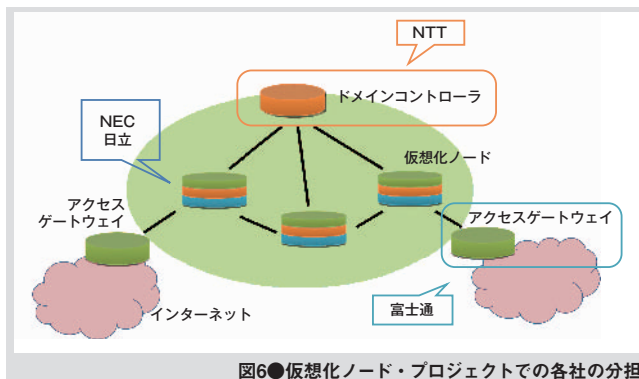 NTT
ドメインコントローラ
NEC
日立
仮想化ノード
アクセス
ゲートウェイ
アクセスゲートウェイ
インターネット
富士通
図6●仮想化ノード・プロジェクトでの各社の分担